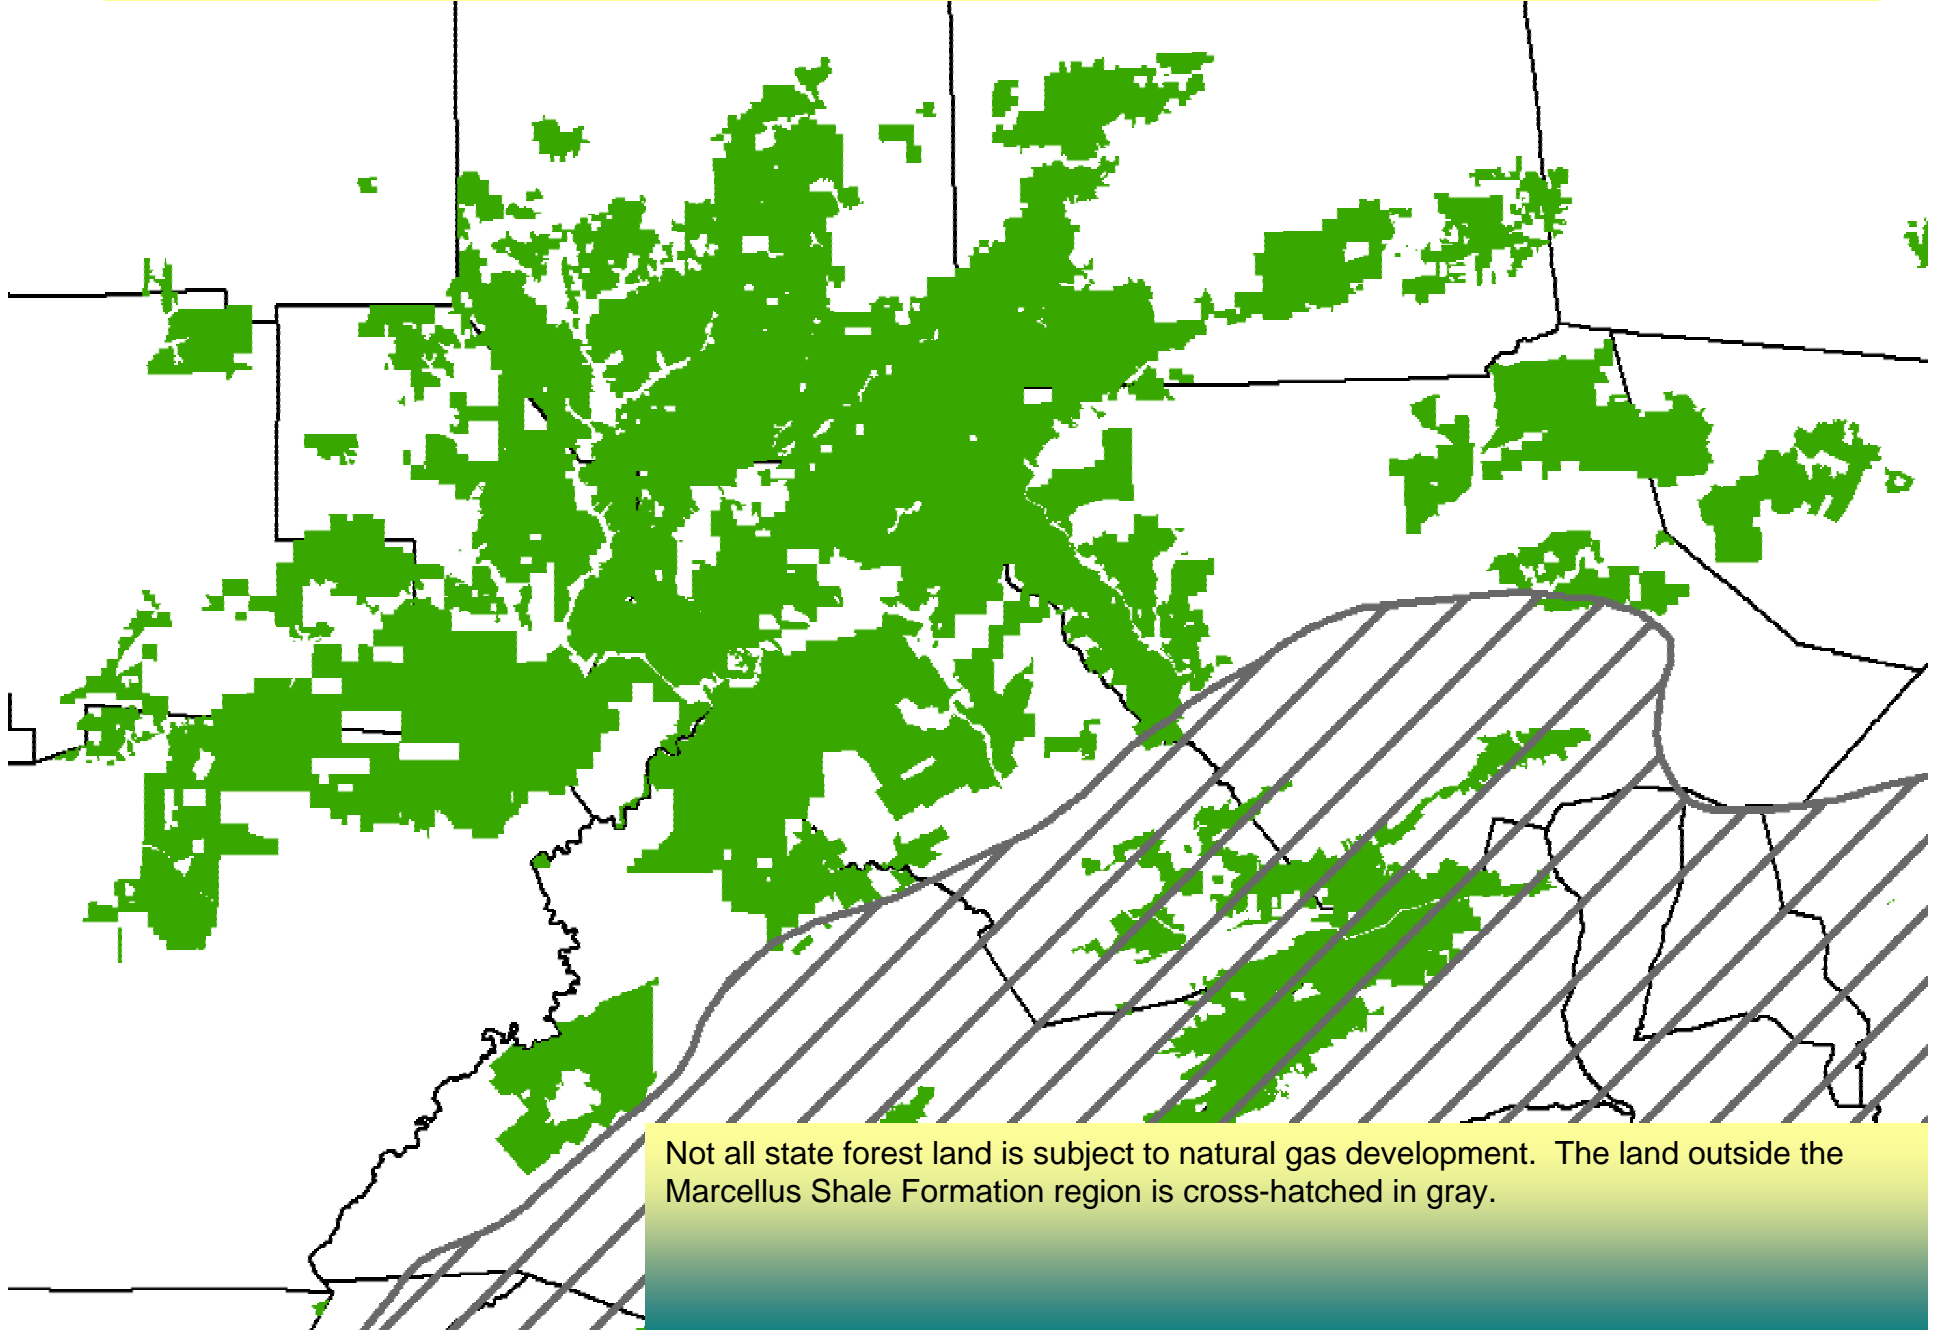 Not all state forest land is subject to natural gas development.  The land outside the
Marcellus Shale Formation region is cross-hatched in gray.